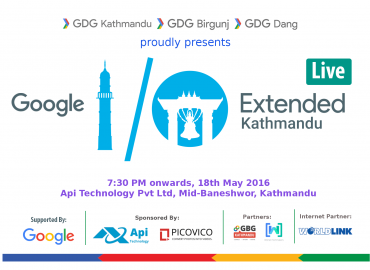 GDG Kathmandu GDG Birgunj GDG Dang
proudly presents
Live
Google I/O Extended
Kathmandu
7:30 PM onwards, 18th May 2016
Api Technology Pvt Ltd, Mid-Baneshwor, Kathmandu
Supported By: Sponsored By: Partners: Internet Partner:
Google Api Technology PICOVICO GBG WORLDLINK